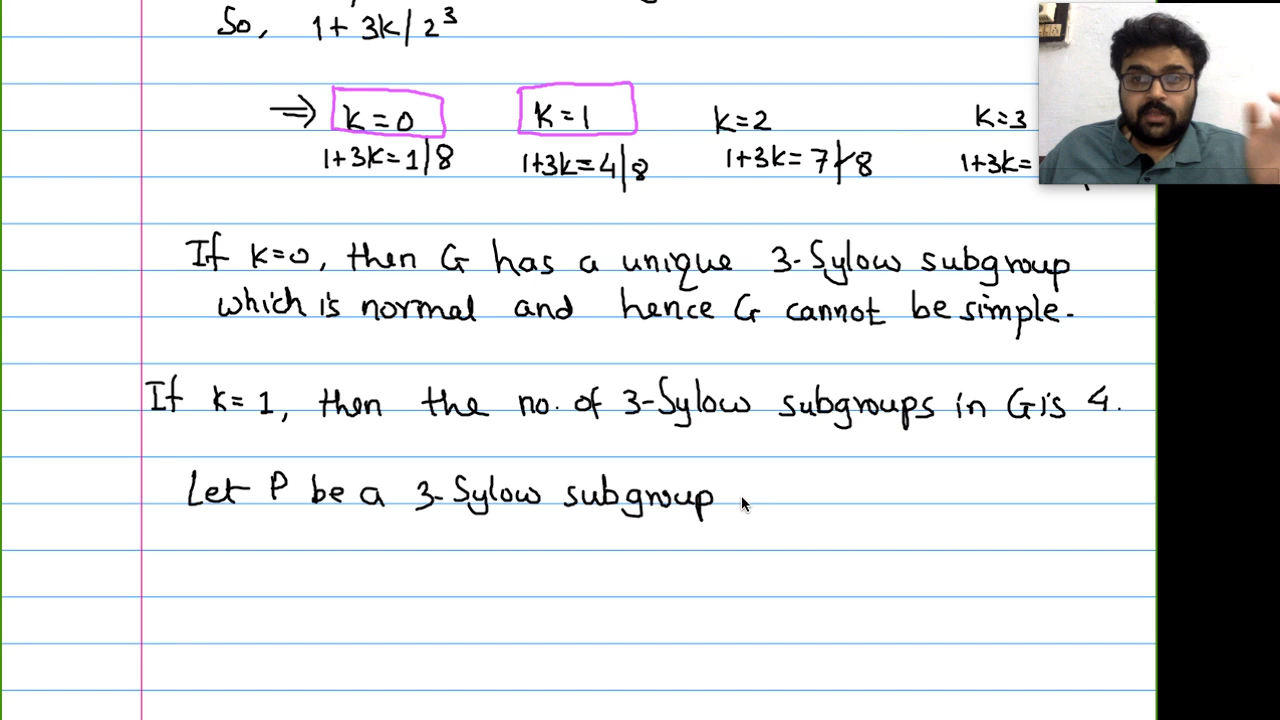 So, 1 + 3k | 2³
⇒ k = 0 k = 1 k = 2 k = 3
1+3k = 1|8 1+3k = 4|8 1+3k = 7∤8 1+3k =
If k=0, then G has a unique 3-Sylow subgroup
which is normal and hence G cannot be simple.
If k=1, then the no. of 3-Sylow subgroups in G is 4.
Let P be a 3-Sylow subgroup